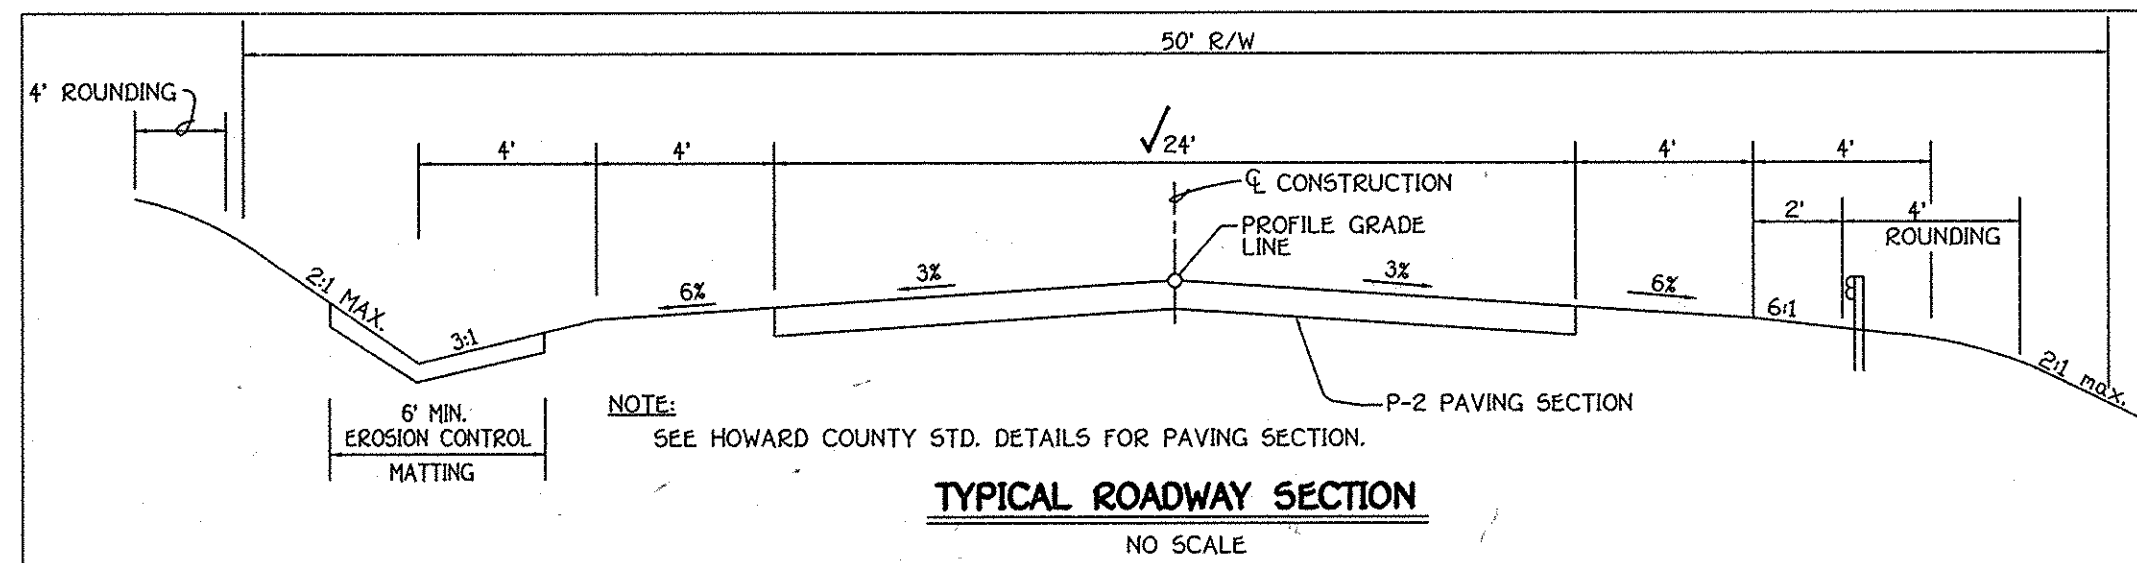 50' R/W
4' ROUNDING
4'
4'
24'
4'
4'
℄ CONSTRUCTION
PROFILE GRADE
LINE
2'
4'
ROUNDING
2:1 MAX.
3:1
6%
3%
3%
6%
6:1
2:1 max.
6' MIN.
EROSION CONTROL
MATTING
NOTE:
SEE HOWARD COUNTY STD. DETAILS FOR PAVING SECTION.
P-2 PAVING SECTION
TYPICAL ROADWAY SECTION
NO SCALE